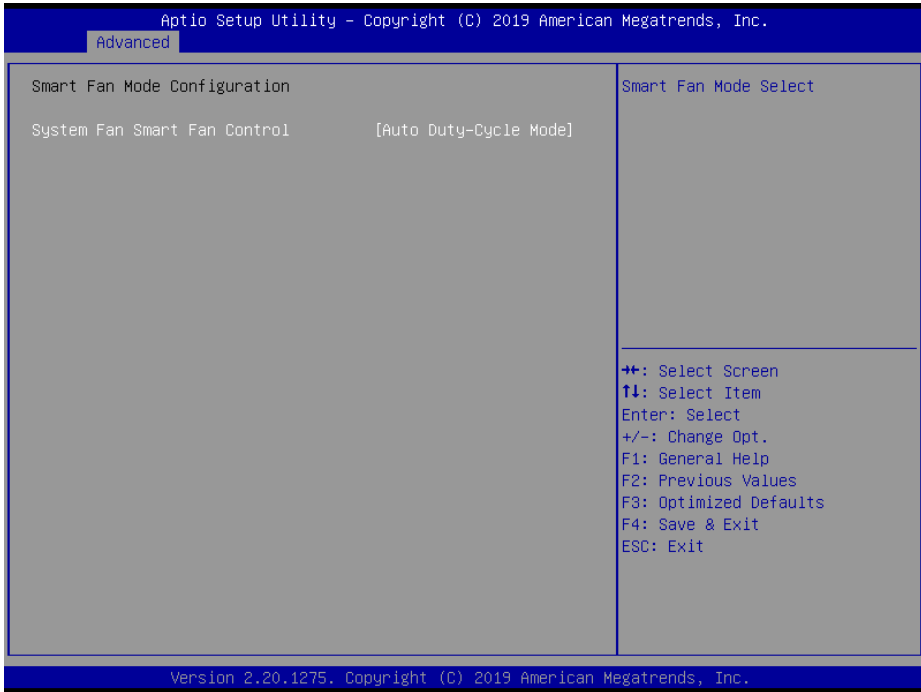 Aptio Setup Utility – Copyright (C) 2019 American Megatrends, Inc.
Advanced
Smart Fan Mode Configuration
System Fan Smart Fan Control [Auto Duty-Cycle Mode]
Smart Fan Mode Select
→←: Select Screen
↑↓: Select Item
Enter: Select
+/-: Change Opt.
F1: General Help
F2: Previous Values
F3: Optimized Defaults
F4: Save & Exit
ESC: Exit
Version 2.20.1275. Copyright (C) 2019 American Megatrends, Inc.